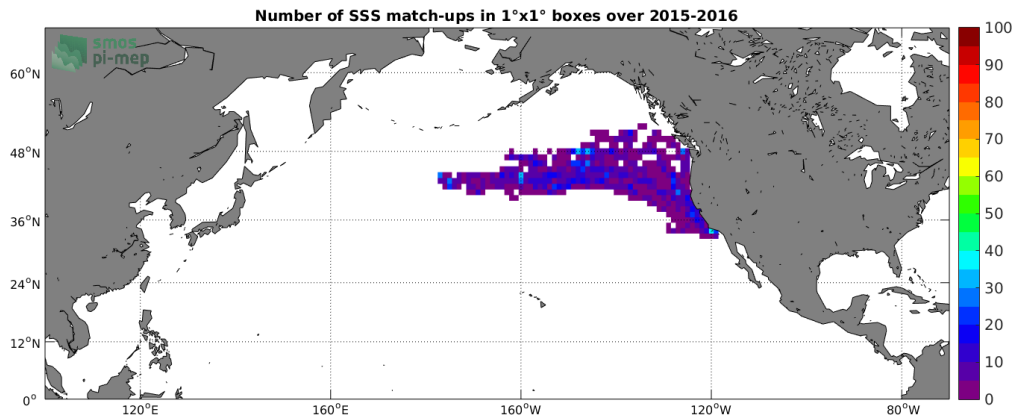 Number of SSS match-ups in 1°x1° boxes over 2015-2016
smos
pi-mep
60°N
48°N
36°N
24°N
12°N
0°
120°E
160°E
160°W
120°W
80°W
100
90
80
70
60
50
40
30
20
10
0